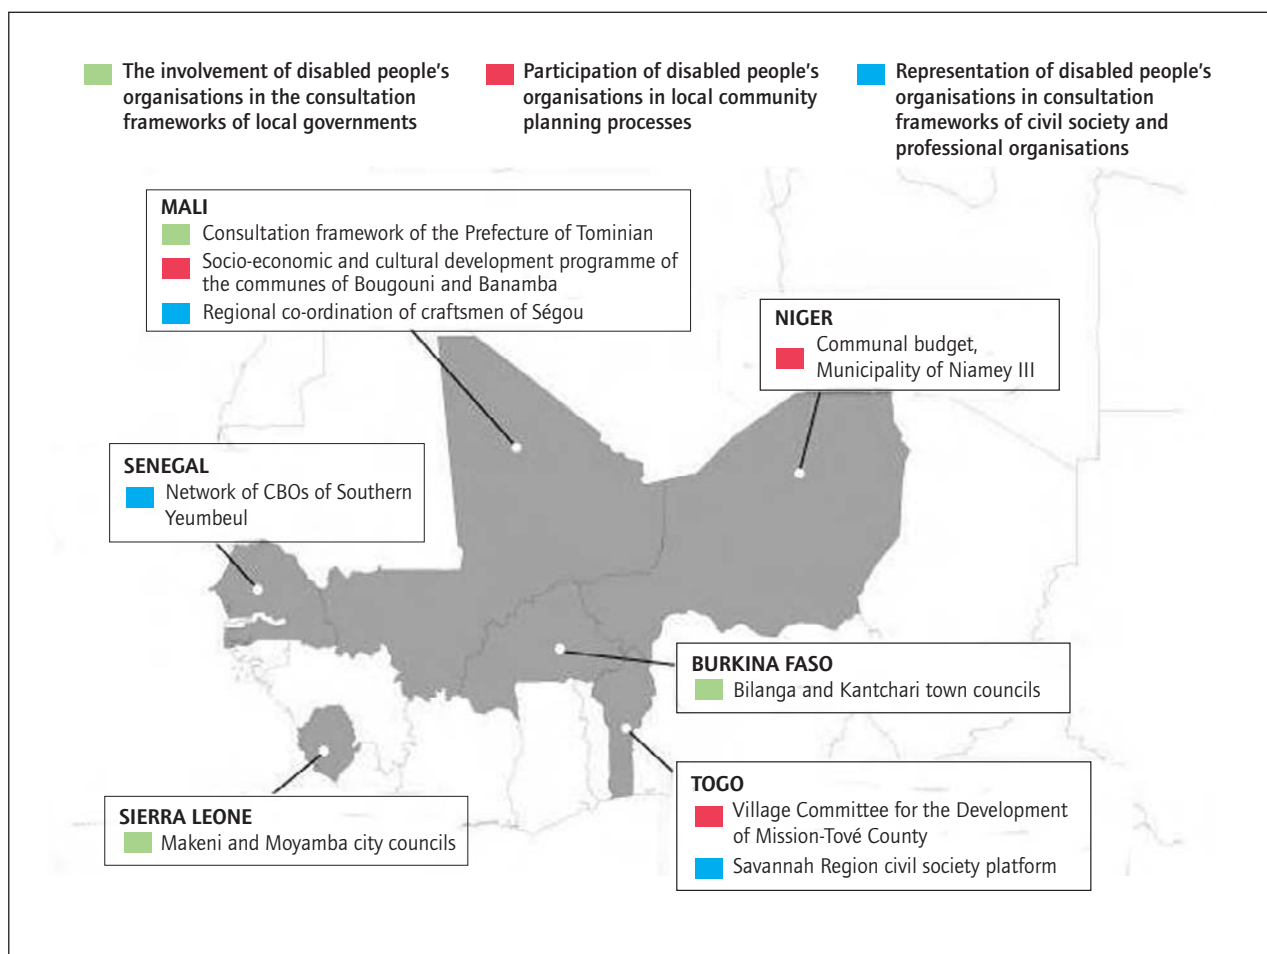 The involvement of disabled people's
organisations in the consultation
frameworks of local governments
Participation of disabled people's
organisations in local community
planning processes
Representation of disabled people's
organisations in consultation
frameworks of civil society and
professional organisations
MALI
Consultation framework of the Prefecture of Tominian
Socio-economic and cultural development programme of
the communes of Bougouni and Banamba
Regional co-ordination of craftsmen of Ségou
NIGER
Communal budget,
Municipality of Niamey III
SENEGAL
Network of CBOs of Southern
Yeumbeul
BURKINA FASO
Bilanga and Kantchari town councils
SIERRA LEONE
Makeni and Moyamba city councils
TOGO
Village Committee for the Development
of Mission-Tové County
Savannah Region civil society platform